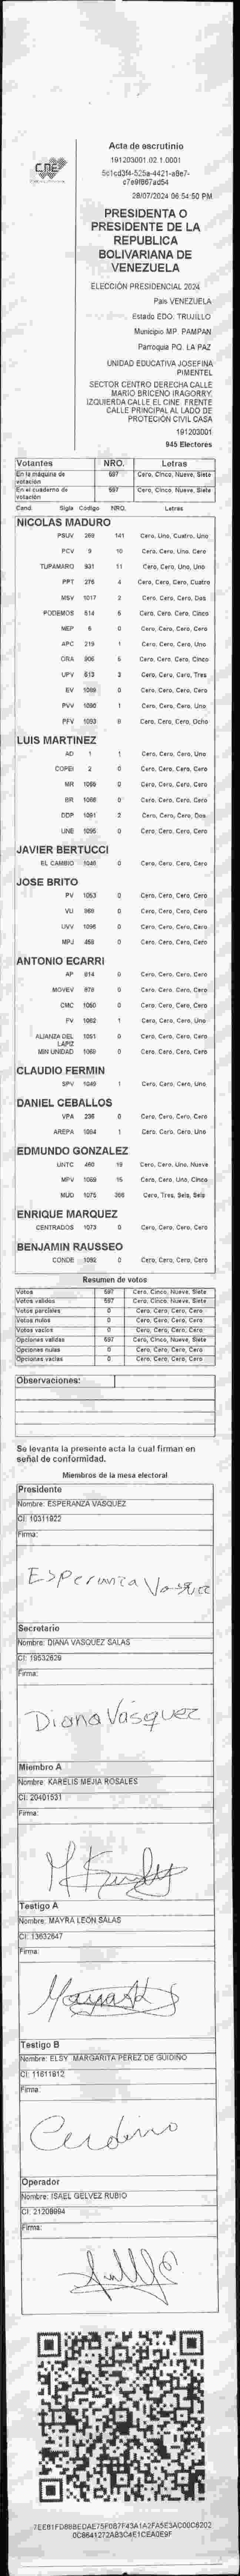 CNE
Acta de escrutinio
191203001.02.1.0001
28/07/2024 06:54:50 PM
PRESIDENTA O
PRESIDENTE DE LA
REPUBLICA
BOLIVARIANA DE
VENEZUELA
ELECCIÓN PRESIDENCIAL 2024
País VENEZUELA
Estado EDO. TRUJILLO
Municipio MP. PAMPAN
Parroquia PQ. LA PAZ
UNIDAD EDUCATIVA JOSEFINA
PIMENTEL
SECTOR CENTRO DERECHA CALLE
MARIO BRICENO IRAGORRY.
IZQUIERDA CALLE EL CINE. FRENTE
CALLE PRINCIPAL AL LADO DE
PROTECIÓN CIVIL CASA
191203001
945 Electores
Votantes NRO. Letras
En la máquina de votación 597 Cero, Cinco, Nueve, Siete
En el cuaderno de votación 597 Cero, Cinco, Nueve, Siete
Cand. Sigla Código NRO. Letras
NICOLAS MADURO
PSUV 269 141 Cero, Uno, Cuatro, Uno
PCV 9 10 Cero, Cero, Uno, Cero
TUPAMARO 931 11 Cero, Cero, Uno, Uno
PPT 276 4 Cero, Cero, Cero, Cuatro
MSV 1017 2 Cero, Cero, Cero, Dos
PODEMOS 514 5 Cero, Cero, Cero, Cinco
MEP 6 0 Cero, Cero, Cero, Cero
APC 219 1 Cero, Cero, Cero, Uno
ORA 906 5 Cero, Cero, Cero, Cinco
UPV 613 3 Cero, Cero, Cero, Tres
EV 1099 0 Cero, Cero, Cero, Cero
PVV 1098 1 Cero, Cero, Cero, Uno
PFV 1093 8 Cero, Cero, Cero, Ocho
LUIS MARTINEZ
AD 1 1 Cero, Cero, Cero, Uno
COPEI 2 0 Cero, Cero, Cero, Cero
MR 1055 0 Cero, Cero, Cero, Cero
BR 1068 0 Cero, Cero, Cero, Cero
DDP 1091 2 Cero, Cero, Cero, Dos
UNE 1095 0 Cero, Cero, Cero, Cero
JAVIER BERTUCCI
EL CAMBIO 1048 0 Cero, Cero, Cero, Cero
JOSE BRITO
PV 1053 0 Cero, Cero, Cero, Cero
VU 969 0 Cero, Cero, Cero, Cero
UVV 1096 0 Cero, Cero, Cero, Cero
MPJ 458 0 Cero, Cero, Cero, Cero
ANTONIO ECARRI
AP 814 0 Cero, Cero, Cero, Cero
MOVEV 978 0 Cero, Cero, Cero, Cero
CMC 1050 0 Cero, Cero, Cero, Cero
FV 1062 1 Cero, Cero, Cero, Uno
ALIANZA DEL LAPIZ 1051 0 Cero, Cero, Cero, Cero
MIN UNIDAD 1069 0 Cero, Cero, Cero, Cero
CLAUDIO FERMIN
SPV 1049 1 Cero, Cero, Cero, Uno
DANIEL CEBALLOS
VPA 236 0 Cero, Cero, Cero, Cero
AREPA 1084 1 Cero, Cero, Cero, Uno
EDMUNDO GONZALEZ
UNTC 460 19 Cero, Cero, Uno, Nueve
MPV 1089 15 Cero, Cero, Uno, Cinco
MUD 1075 366 Cero, Tres, Seis, Seis
ENRIQUE MARQUEZ
CENTRADOS 1073 0 Cero, Cero, Cero, Cero
BENJAMIN RAUSSEO
CONDE 1092 0 Cero, Cero, Cero, Cero
Resumen de votos
Votos 597 Cero, Cinco, Nueve, Siete
Votos validos 597 Cero, Cinco, Nueve, Siete
Votos parciales 0 Cero, Cero, Cero, Cero
Votos nulos 0 Cero, Cero, Cero, Cero
Votos vacios 0 Cero, Cero, Cero, Cero
Opciones validas 597 Cero, Cinco, Nueve, Siete
Opciones nulas 0 Cero, Cero, Cero, Cero
Opciones vacias 0 Cero, Cero, Cero, Cero
Observaciones:
Se levanta la presente acta la cual firman en
señal de conformidad.
Miembros de la mesa electoral
Presidente
Nombre: ESPERANZA VASQUEZ
CI: 10311922
Firma:
Esperanza Vasquez
Secretario
Nombre: DIANA VASQUEZ SALAS
CI: 19532629
Firma:
Diana Vásquez
Miembro A
Nombre: KARELIS MEJIA ROSALES
CI: 20401531
Firma:
Testigo A
Nombre: MAYRA LEON SALAS
CI: 13632647
Firma:
Testigo B
Nombre: ELSY MARGARITA PEREZ DE GUIDIÑO
CI: 11611812
Firma:
Operador
Nombre: ISAEL GELVEZ RUBIO
CI: 21208994
Firma: